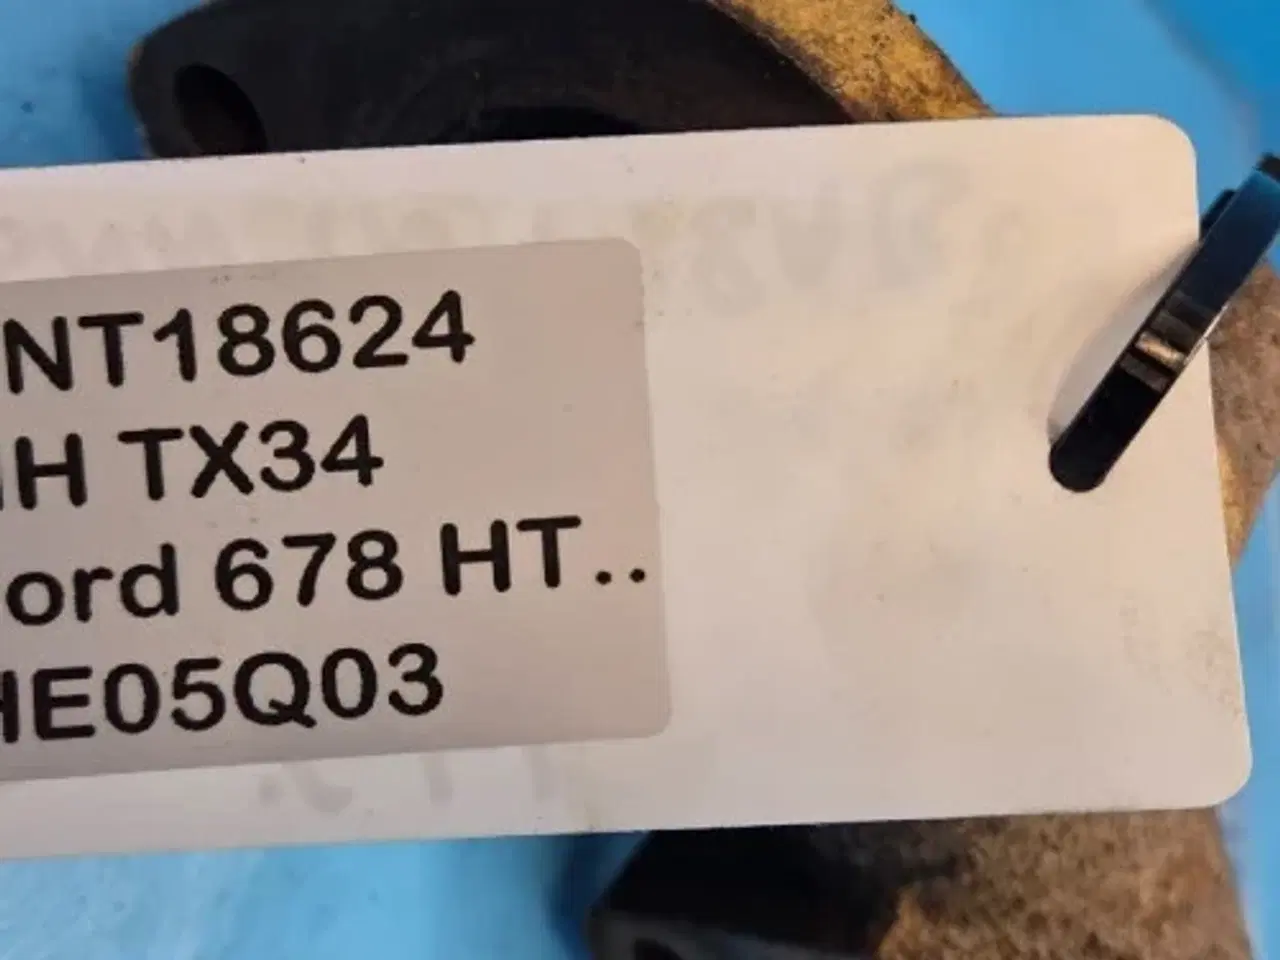 NT18624
H TX34
ord 678 HT..
HE05Q03